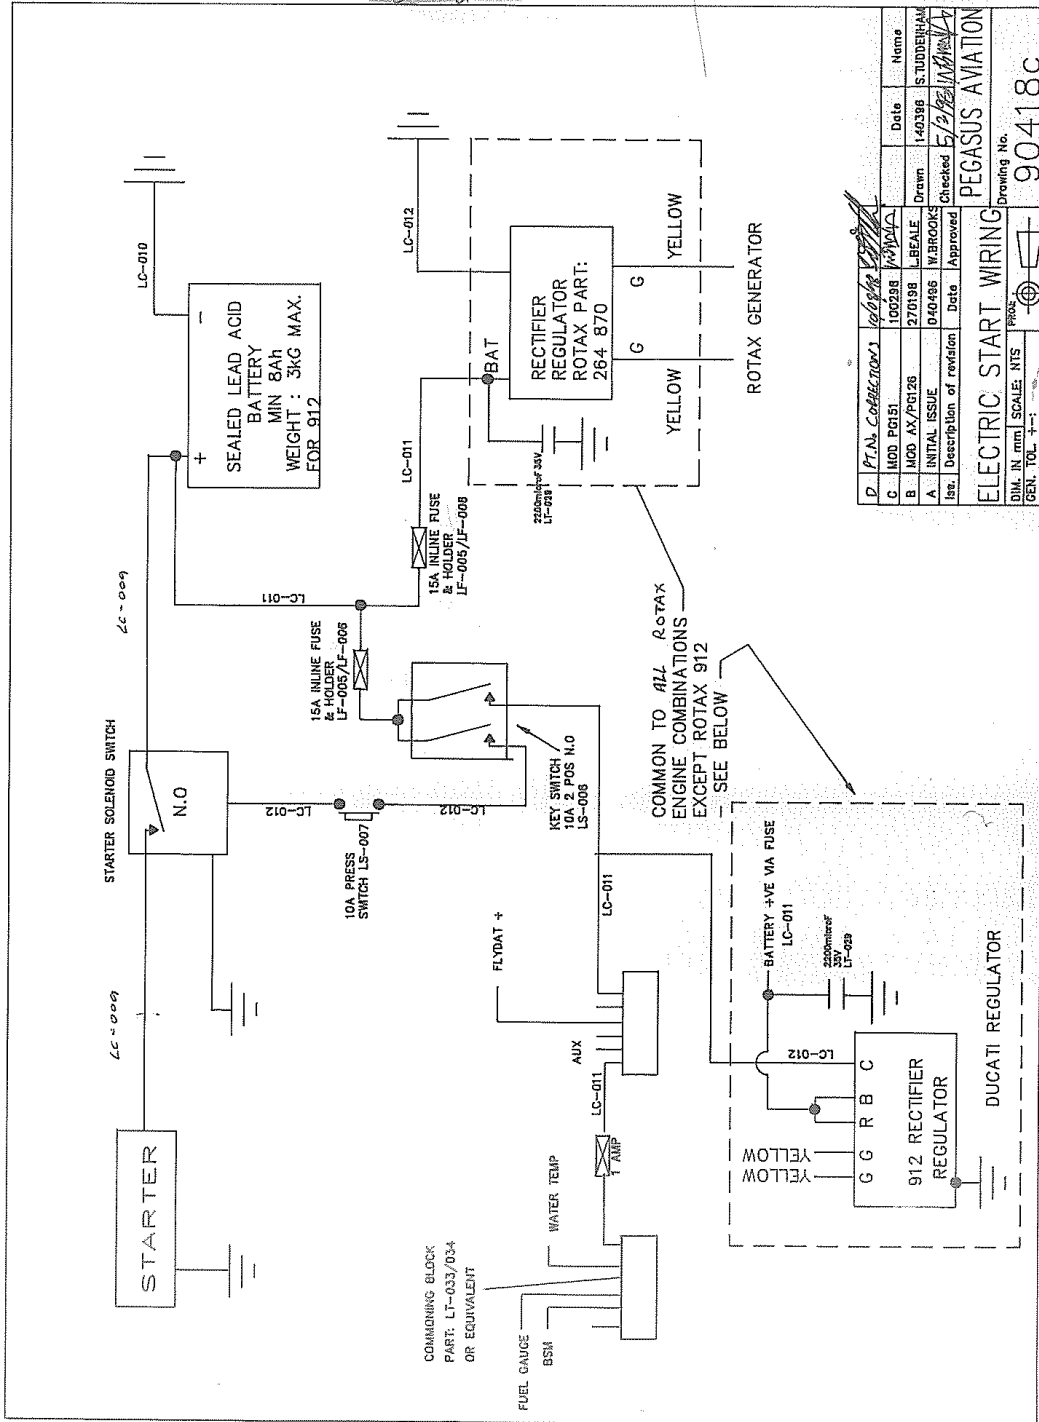 LC-009
LC-009
STARTER SOLENOID SWITCH
N.O
STARTER
LC-010
+
-
SEALED LEAD ACID
BATTERY
MIN 8Ah
WEIGHT : 3kG MAX.
FOR 912
LC-011
15A INLINE FUSE
& HOLDER
LF-005/LF-006
15A INLINE FUSE
& HOLDER
LF-005/LF-006
LC-011
LC-012
BAT
RECTIFIER
REGULATOR
ROTAX PART:
264 870
2200microF 35V
LT-029
G
G
YELLOW
YELLOW
ROTAX GENERATOR
LC-012
10A PRESS
SWITCH LS-007
LC-012
KEY SWITCH
10A 2 POS N.O
LS-006
COMMON TO ALL ROTAX
ENGINE COMBINATIONS
EXCEPT ROTAX 912
- SEE BELOW
FLYDAT +
AUX
LC-011
LC-011
1 AMP
WATER TEMP
COMMONING BLOCK
PART: LT-033/034
OR EQUIVALENT
FUEL GAUGE
BSM
BATTERY +VE VIA FUSE
LC-011
2200microF
35V
LT-029
LC-012
YELLOW
YELLOW
G G R B C
912 RECTIFIER
REGULATOR
DUCATI REGULATOR
D PT.No CORRECTIONS
C MOD PG151 100298
B MOD AX/PG126 270198 L.BEALE
A INITIAL ISSUE 040496 W.BROOKS
Iss. Description of revision Date Approved
Date Name
Drawn 140396 S.TUDDENHAM
Checked
ELECTRIC START WIRING
PEGASUS AVIATION
DIM. IN mm SCALE: NTS PROJ:
GEN. TOL +-: -
Drawing No.
90418c